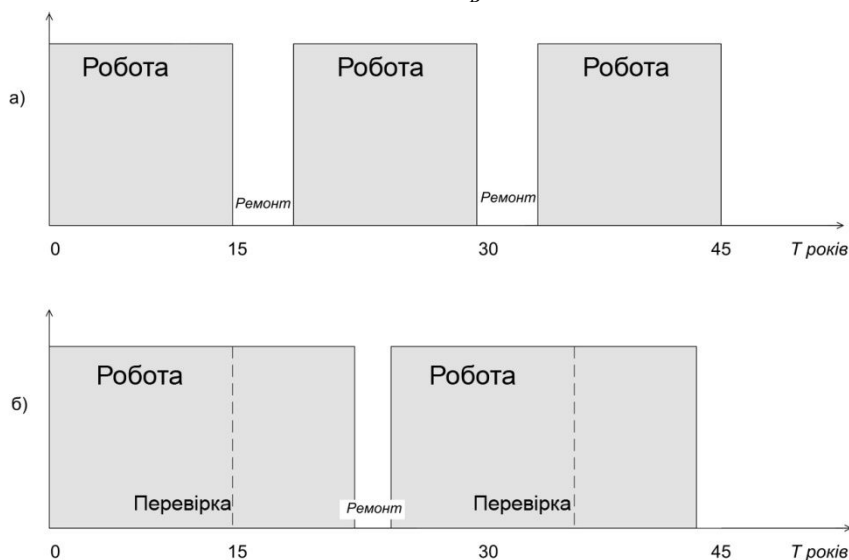 B
Робота Робота Робота
а)
Ремонт Ремонт
0 15 30 45 Т років
Робота Робота
б)
Перевірка Ремонт Перевірка
0 15 30 45 Т років